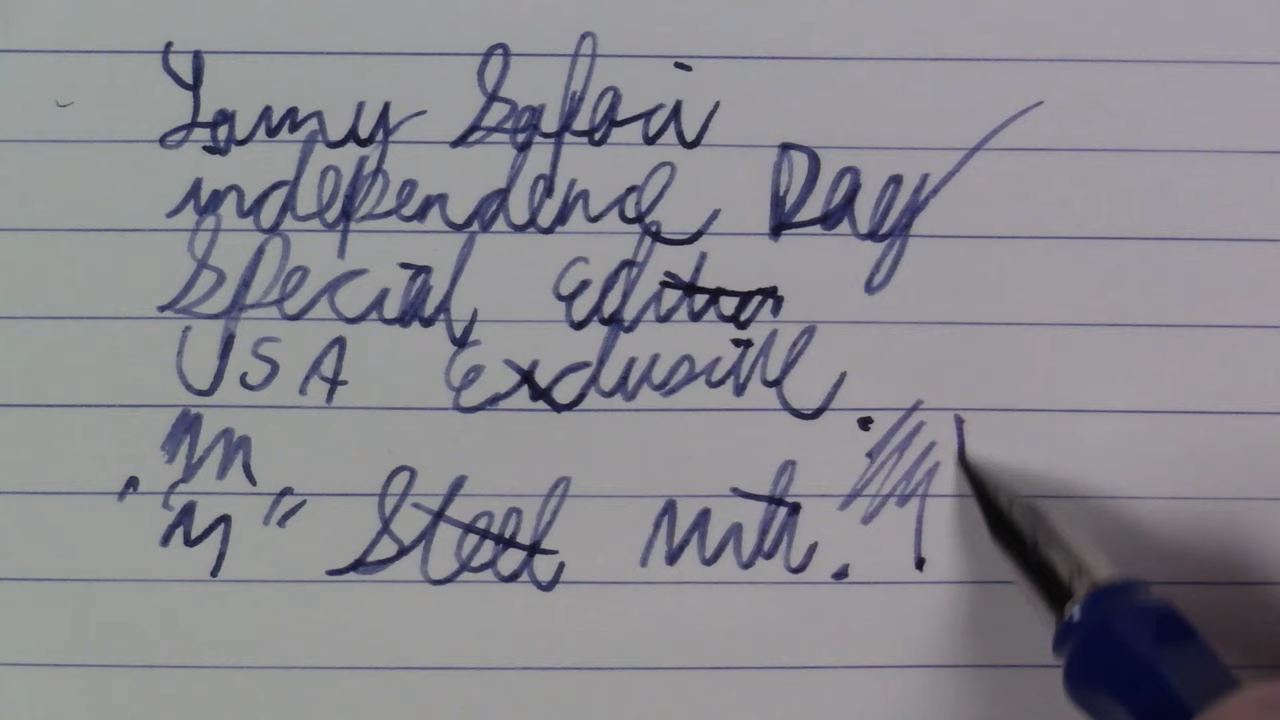 Lamy Safari
independence Day
Special Edition
USA Exclusive.
M
"M" Steel nib.